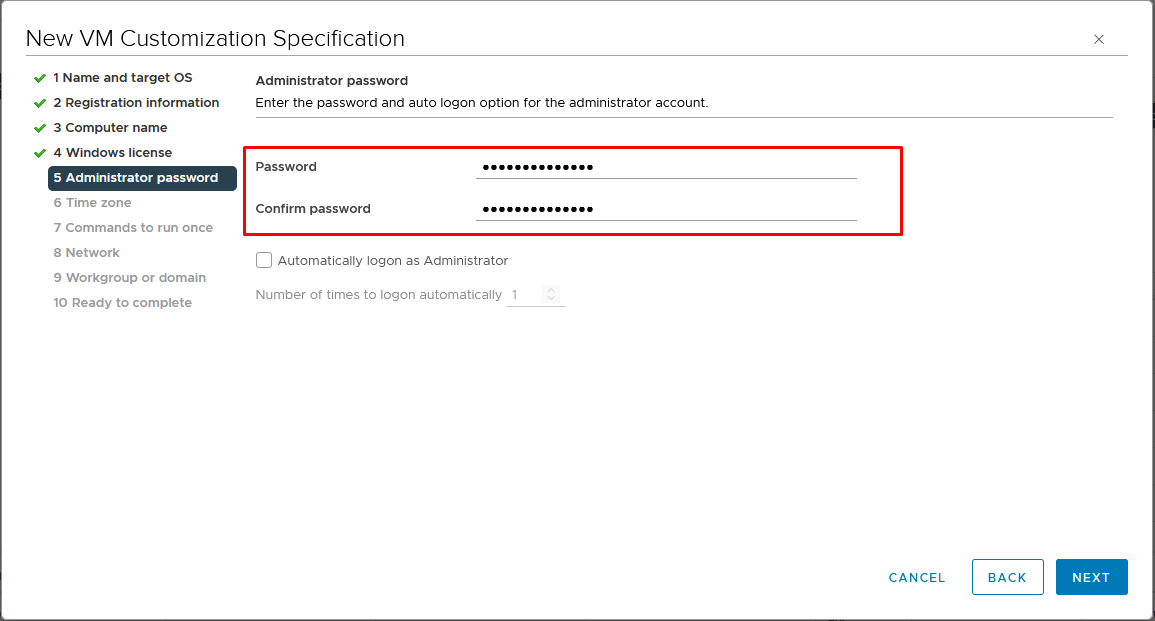 New VM Customization Specification
1 Name and target OS
2 Registration information
3 Computer name
4 Windows license
5 Administrator password
6 Time zone
7 Commands to run once
8 Network
9 Workgroup or domain
10 Ready to complete
Administrator password
Enter the password and auto logon option for the administrator account.
Password ••••••••••••••
Confirm password ••••••••••••••
Automatically logon as Administrator
Number of times to logon automatically 1
CANCEL BACK NEXT